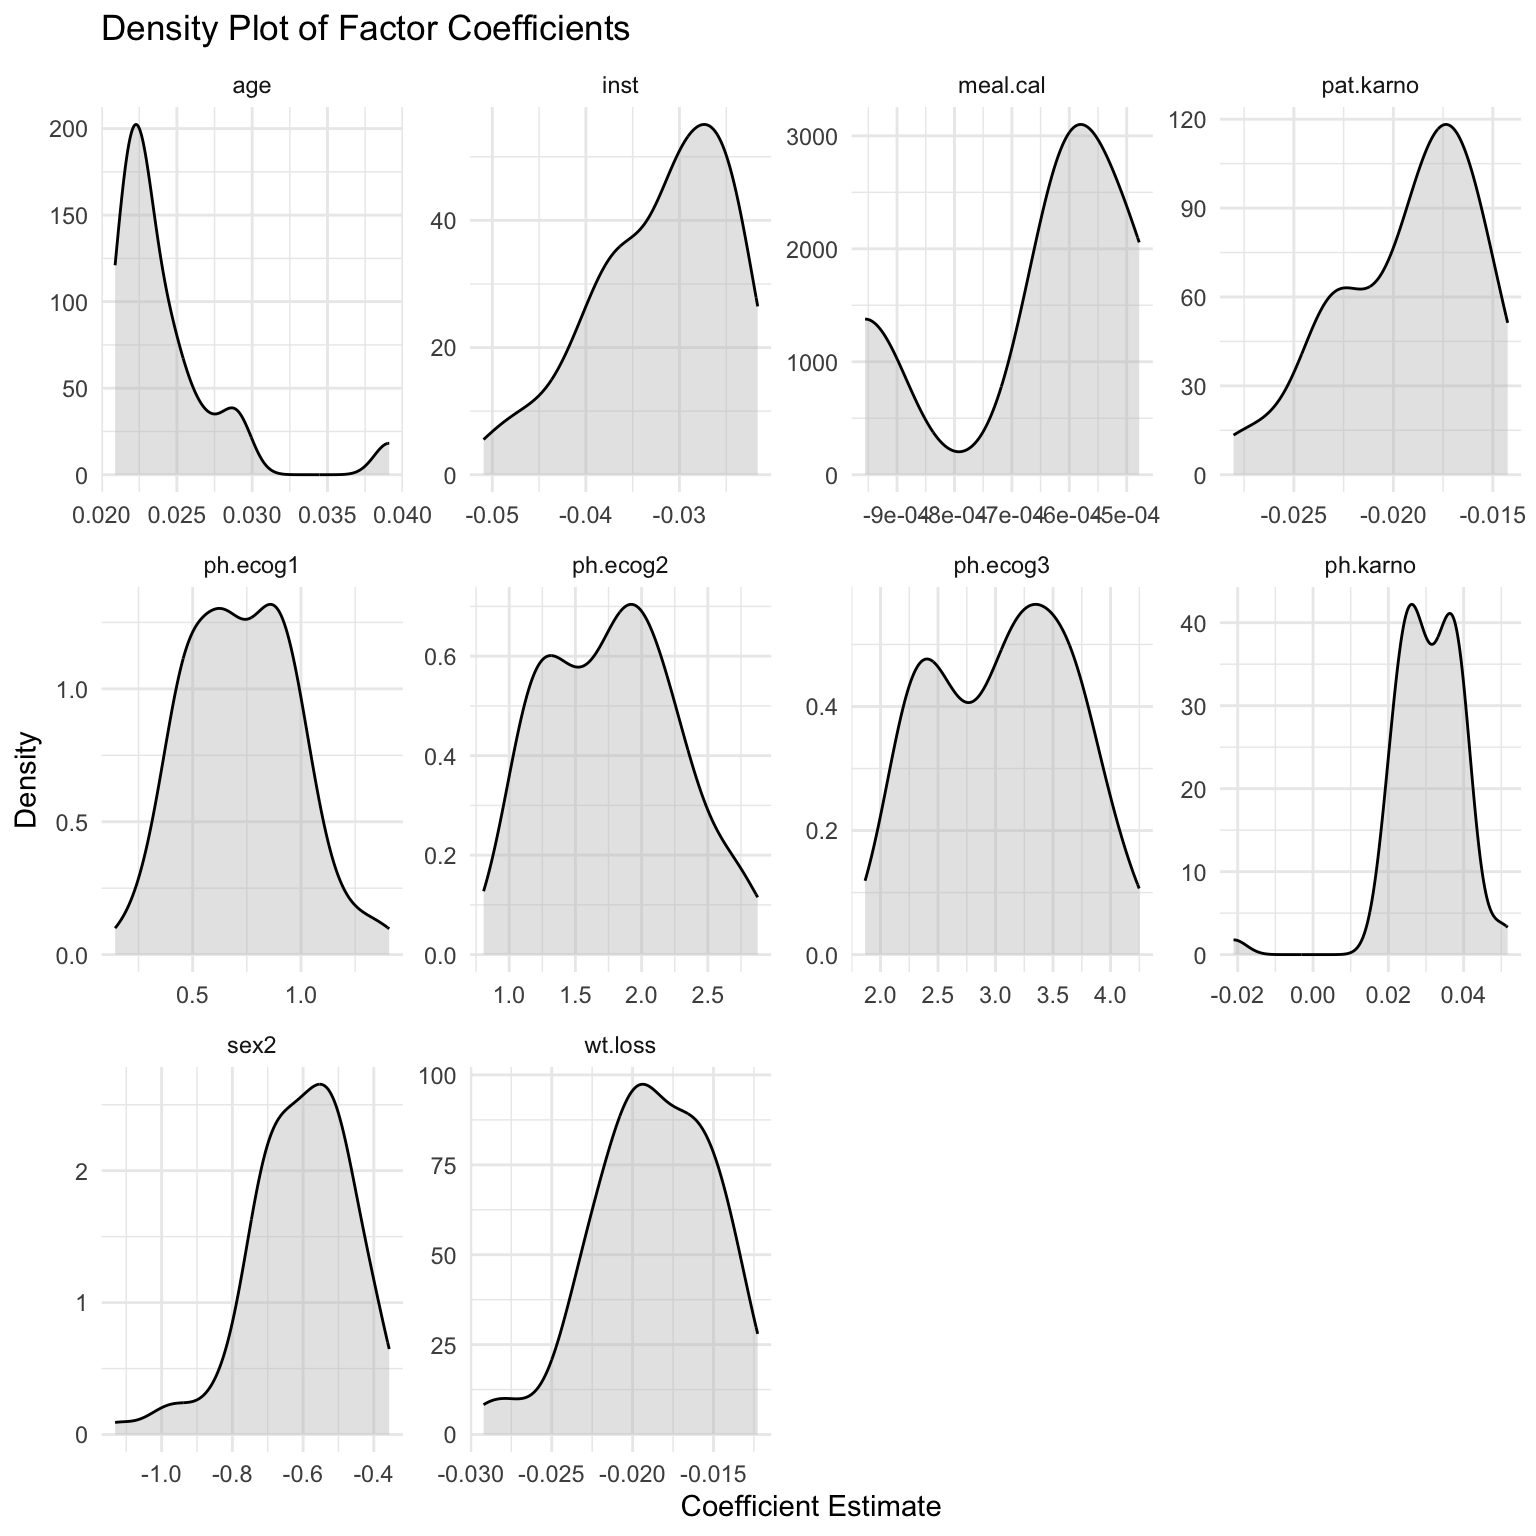 Density Plot of Factor Coefficients
age inst meal.cal pat.karno
200
150
100
50
0
0.020 0.025 0.030 0.035 0.040
40
20
0
-0.05 -0.04 -0.03
3000
2000
1000
0
-9e-04 -8e-04 -7e-04 -6e-04 -5e-04
120
90
60
30
0
-0.025 -0.020 -0.015
ph.ecog1 ph.ecog2 ph.ecog3 ph.karno
Density
1.0
0.5
0.0
0.5 1.0
0.6
0.4
0.2
0.0
1.0 1.5 2.0 2.5
0.4
0.2
0.0
2.0 2.5 3.0 3.5 4.0
40
30
20
10
0
-0.02 0.00 0.02 0.04
sex2 wt.loss
2
1
0
-1.0 -0.8 -0.6 -0.4
100
75
50
25
0
-0.030 -0.025 -0.020 -0.015
Coefficient Estimate